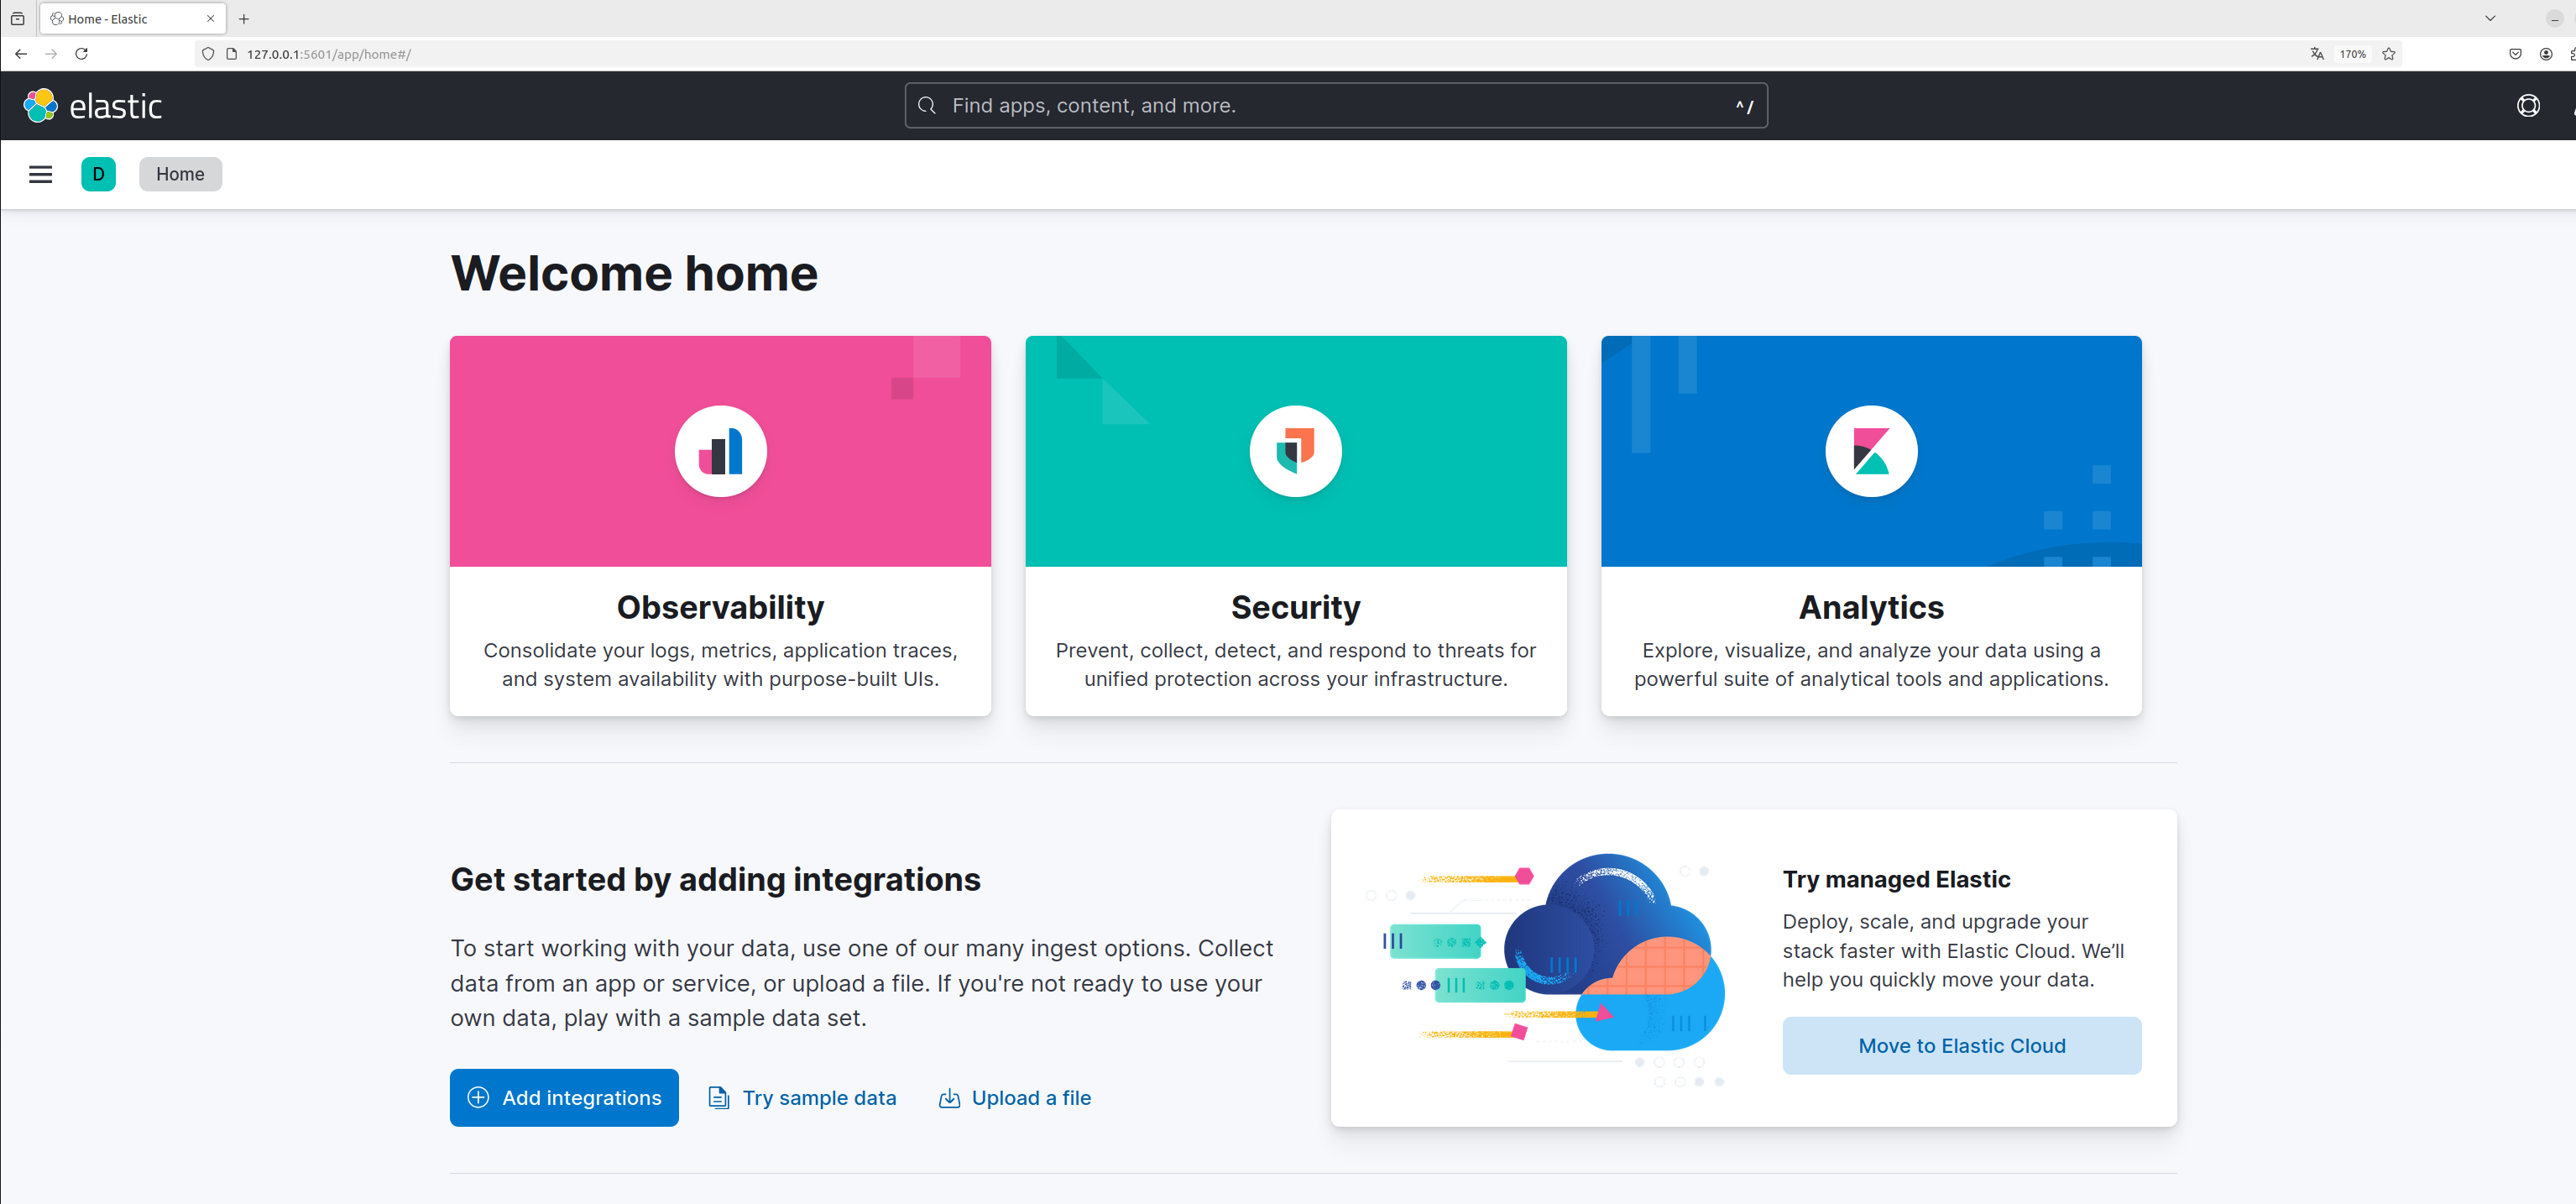 Home - Elastic
127.0.0.1:5601/app/home#/
170%
elastic
Find apps, content, and more.
^ /
D
Home
Welcome home
Observability
Consolidate your logs, metrics, application traces,
and system availability with purpose-built UIs.
Security
Prevent, collect, detect, and respond to threats for
unified protection across your infrastructure.
Analytics
Explore, visualize, and analyze your data using a
powerful suite of analytical tools and applications.
Get started by adding integrations
To start working with your data, use one of our many ingest options. Collect
data from an app or service, or upload a file. If you're not ready to use your
own data, play with a sample data set.
Add integrations
Try sample data
Upload a file
Try managed Elastic
Deploy, scale, and upgrade your
stack faster with Elastic Cloud. We’ll
help you quickly move your data.
Move to Elastic Cloud